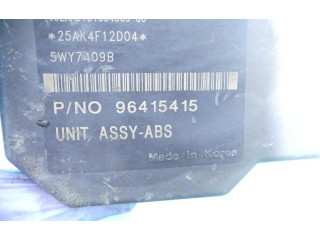 *25AK4F12D04*
5WY7409B
P/NO 96415415
UNIT ASSY-ABS
Made In Korea